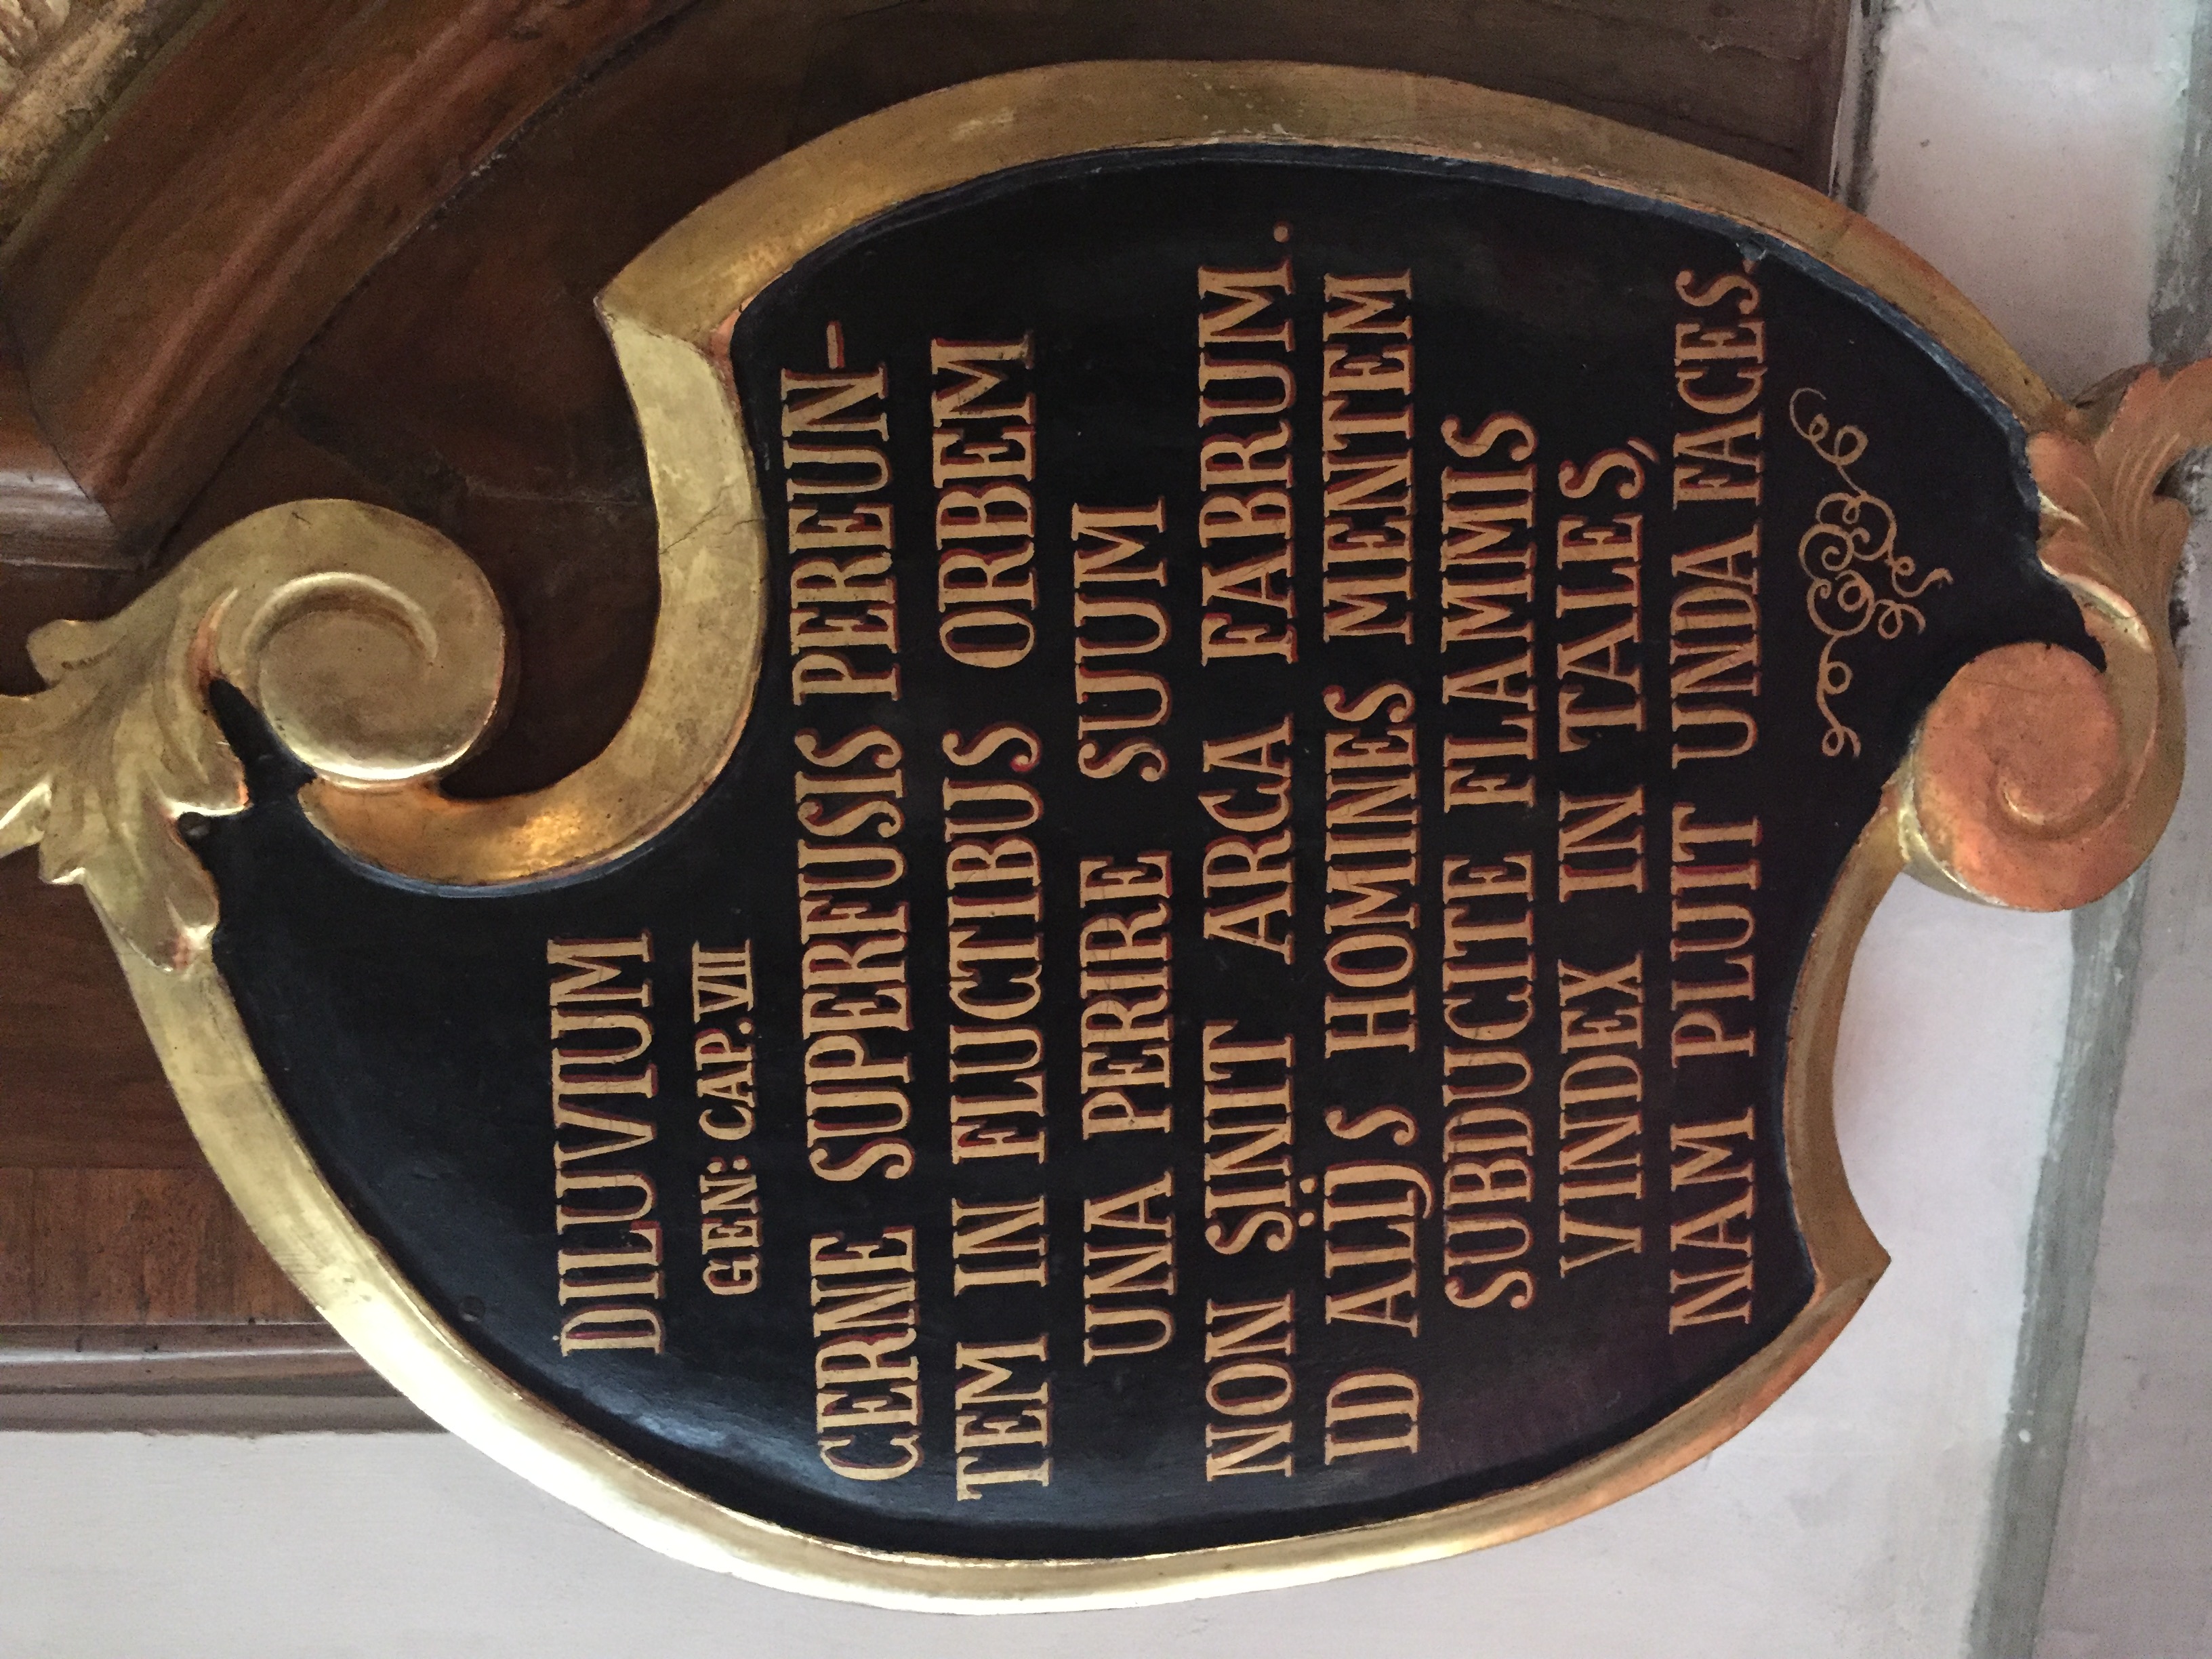 DILUVIUM
GEN: CAP. VII
CERNE SUPERFUSIS PEREUN-
TEM IN FLUCTIBUS ORBEM
UNA PERIRE SUUM
NON SINIT ARCA FABRUM.
ID ALIJS HOMINES MENTEM
SUBDUCITE FLAMMIS
VINDEX IN TALES,
NAM PLUIT UNDA FACES.